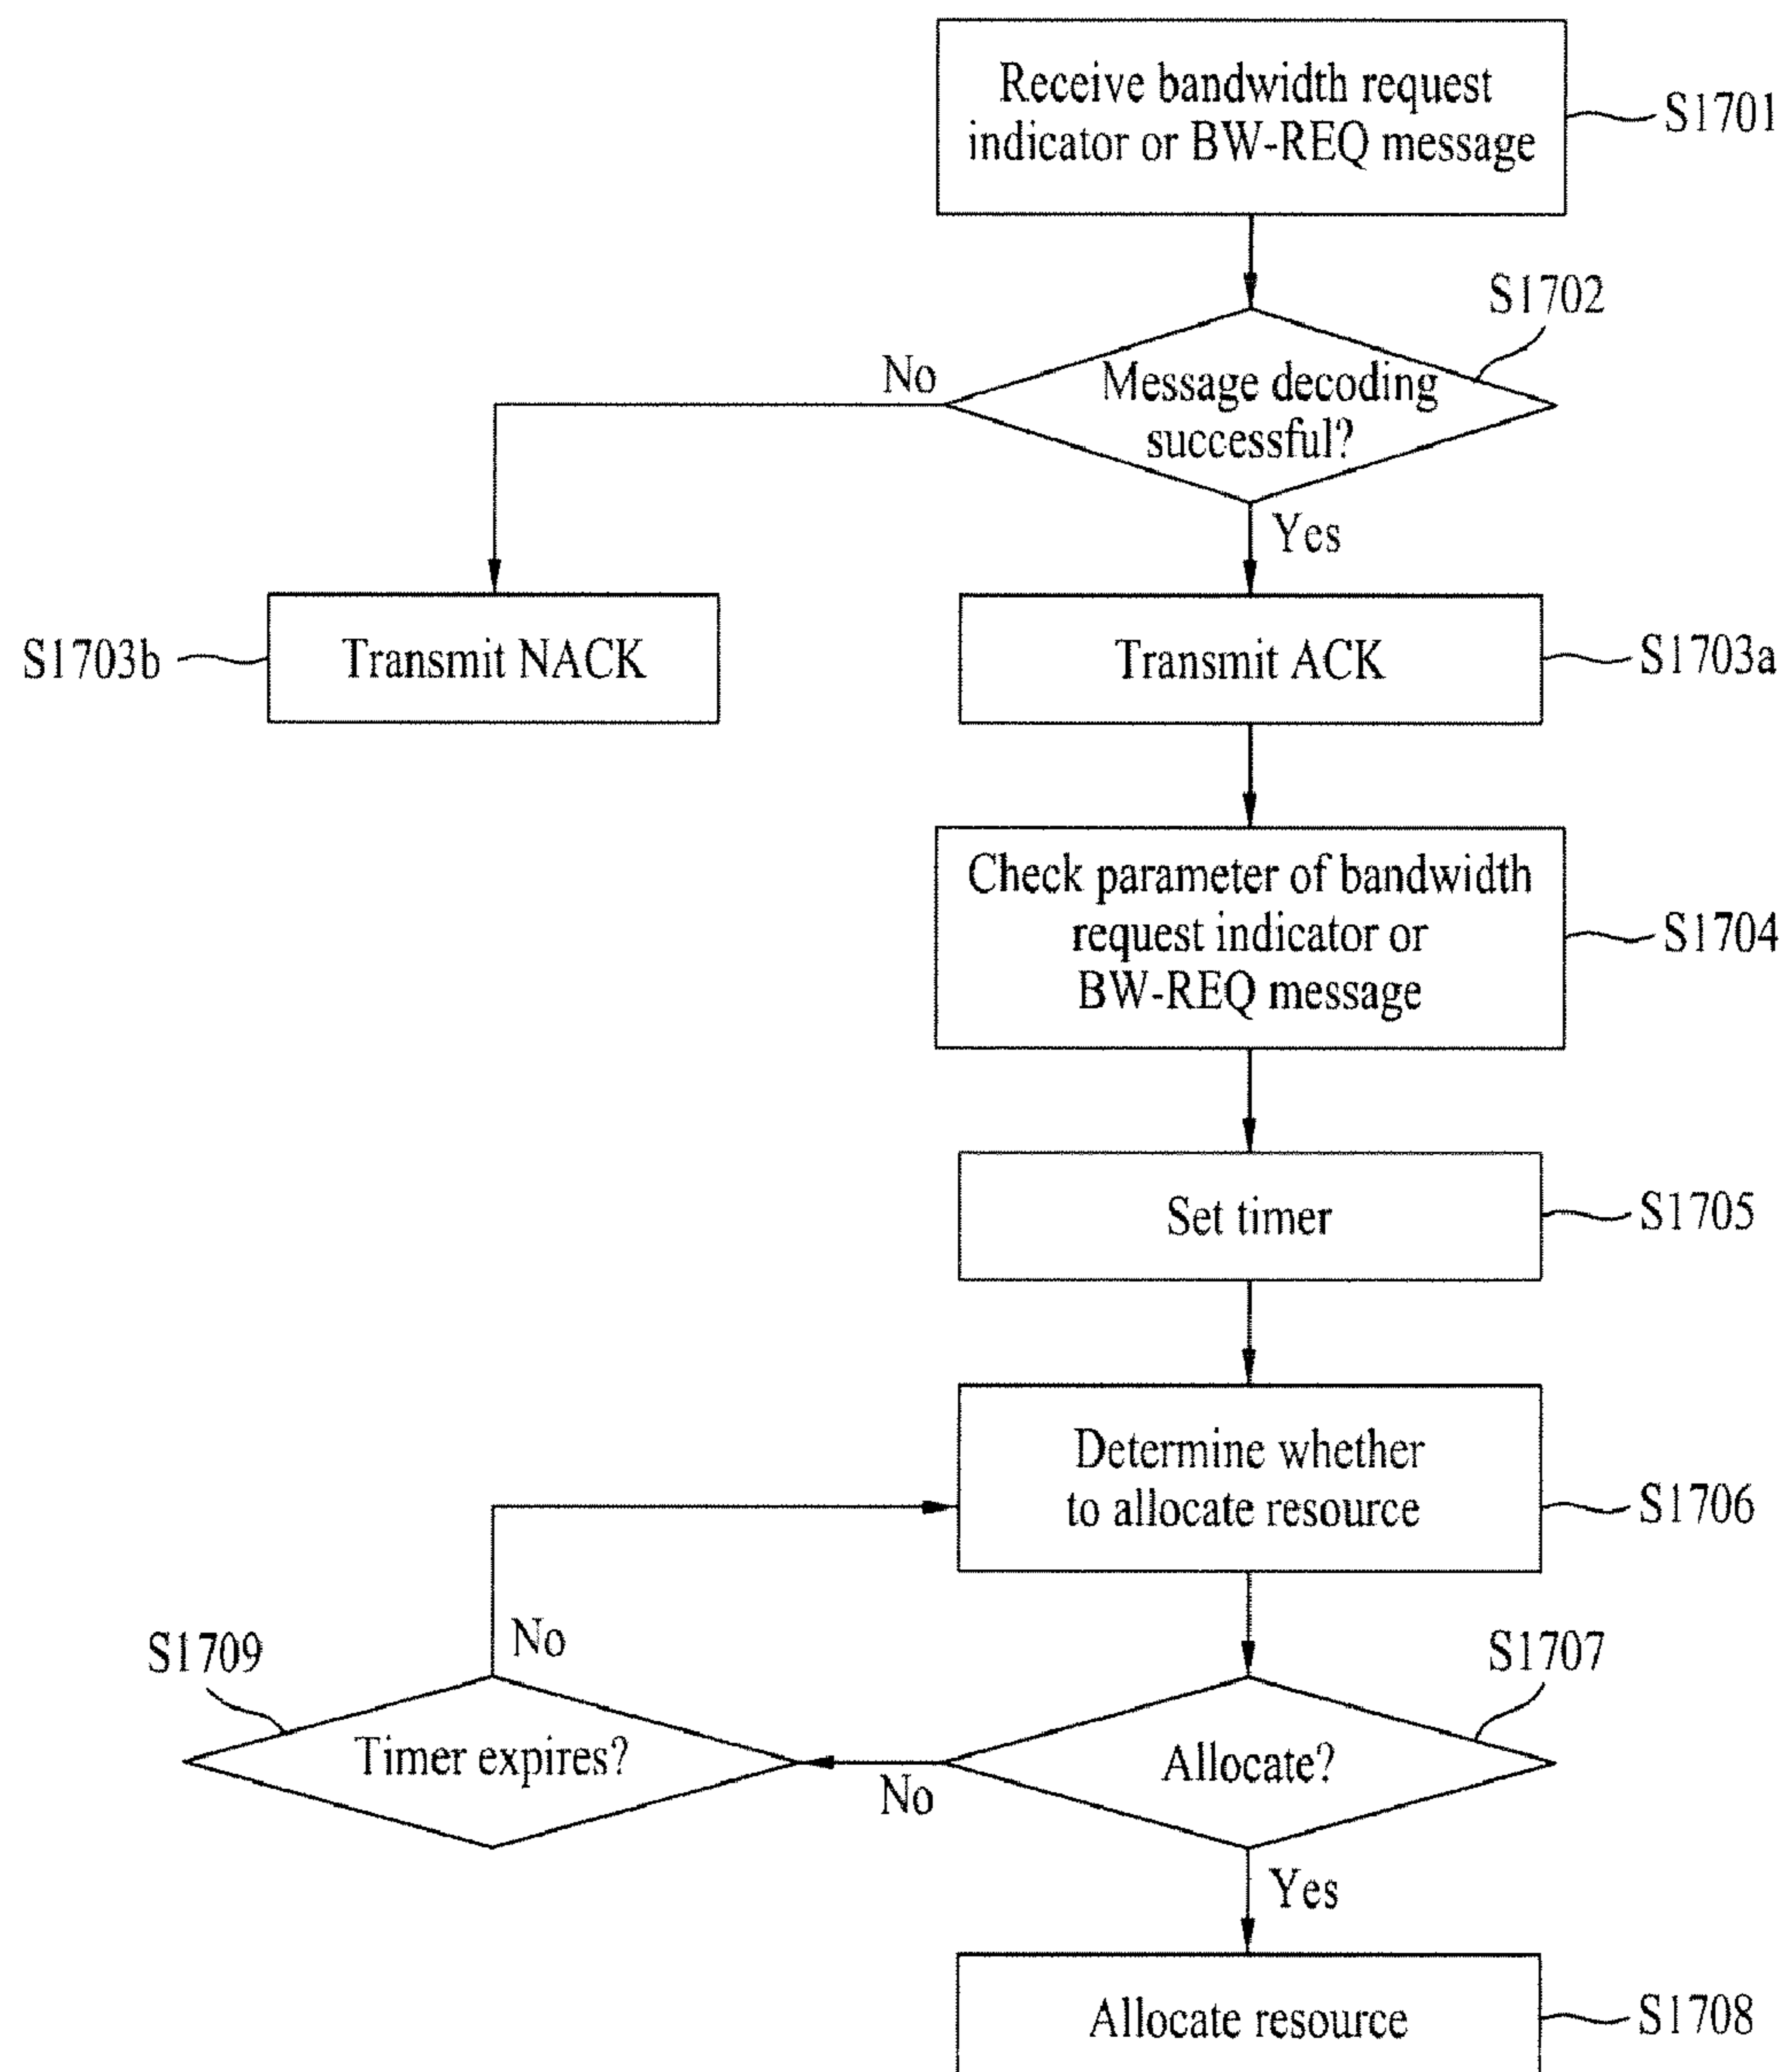 Receive bandwidth request
indicator or BW-REQ message
S1701
S1702
No
Message decoding
successful?
Yes
S1703b
Transmit NACK
Transmit ACK
S1703a
Check parameter of bandwidth
request indicator or
BW-REQ message
S1704
Set timer
S1705
Determine whether
to allocate resource
S1706
S1709
No
S1707
Timer expires?
No
Allocate?
Yes
Allocate resource
S1708